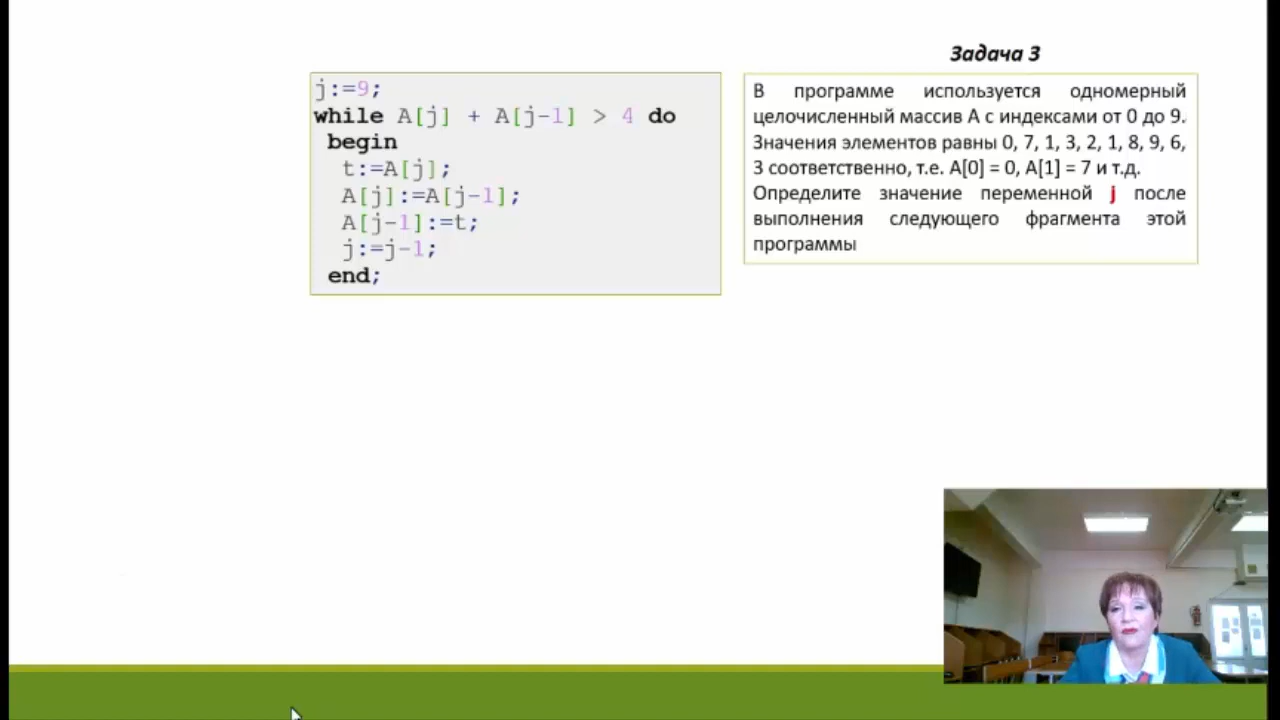 Задача 3
j:=9;
while A[j] + A[j-1] > 4 do
begin
t:=A[j];
A[j]:=A[j-1];
A[j-1]:=t;
j:=j-1;
end;
В программе используется одномерный
целочисленный массив А с индексами от 0 до 9.
Значения элементов равны 0, 7, 1, 3, 2, 1, 8, 9, 6,
3 соответственно, т.е. A[0] = 0, A[1] = 7 и т.д.
Определите значение переменной j после
выполнения следующего фрагмента этой
программы